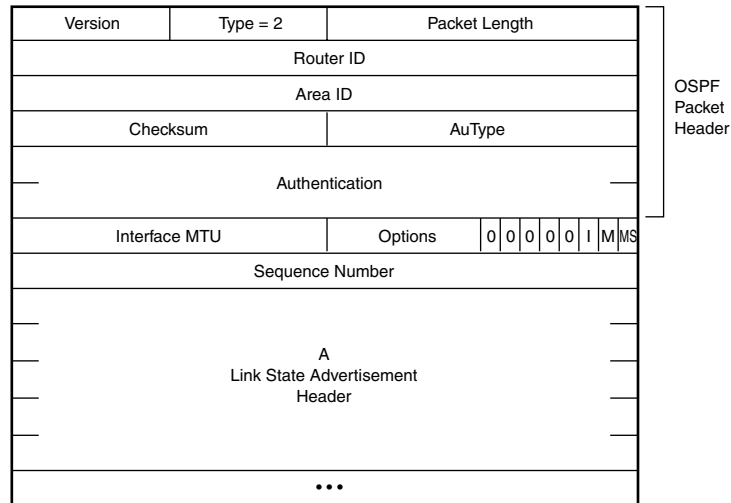 Version Type = 2 Packet Length
Router ID
Area ID
Checksum AuType
Authentication
OSPF
Packet
Header
Interface MTU Options 0 0 0 0 0 I M MS
Sequence Number
A
Link State Advertisement
Header
•••